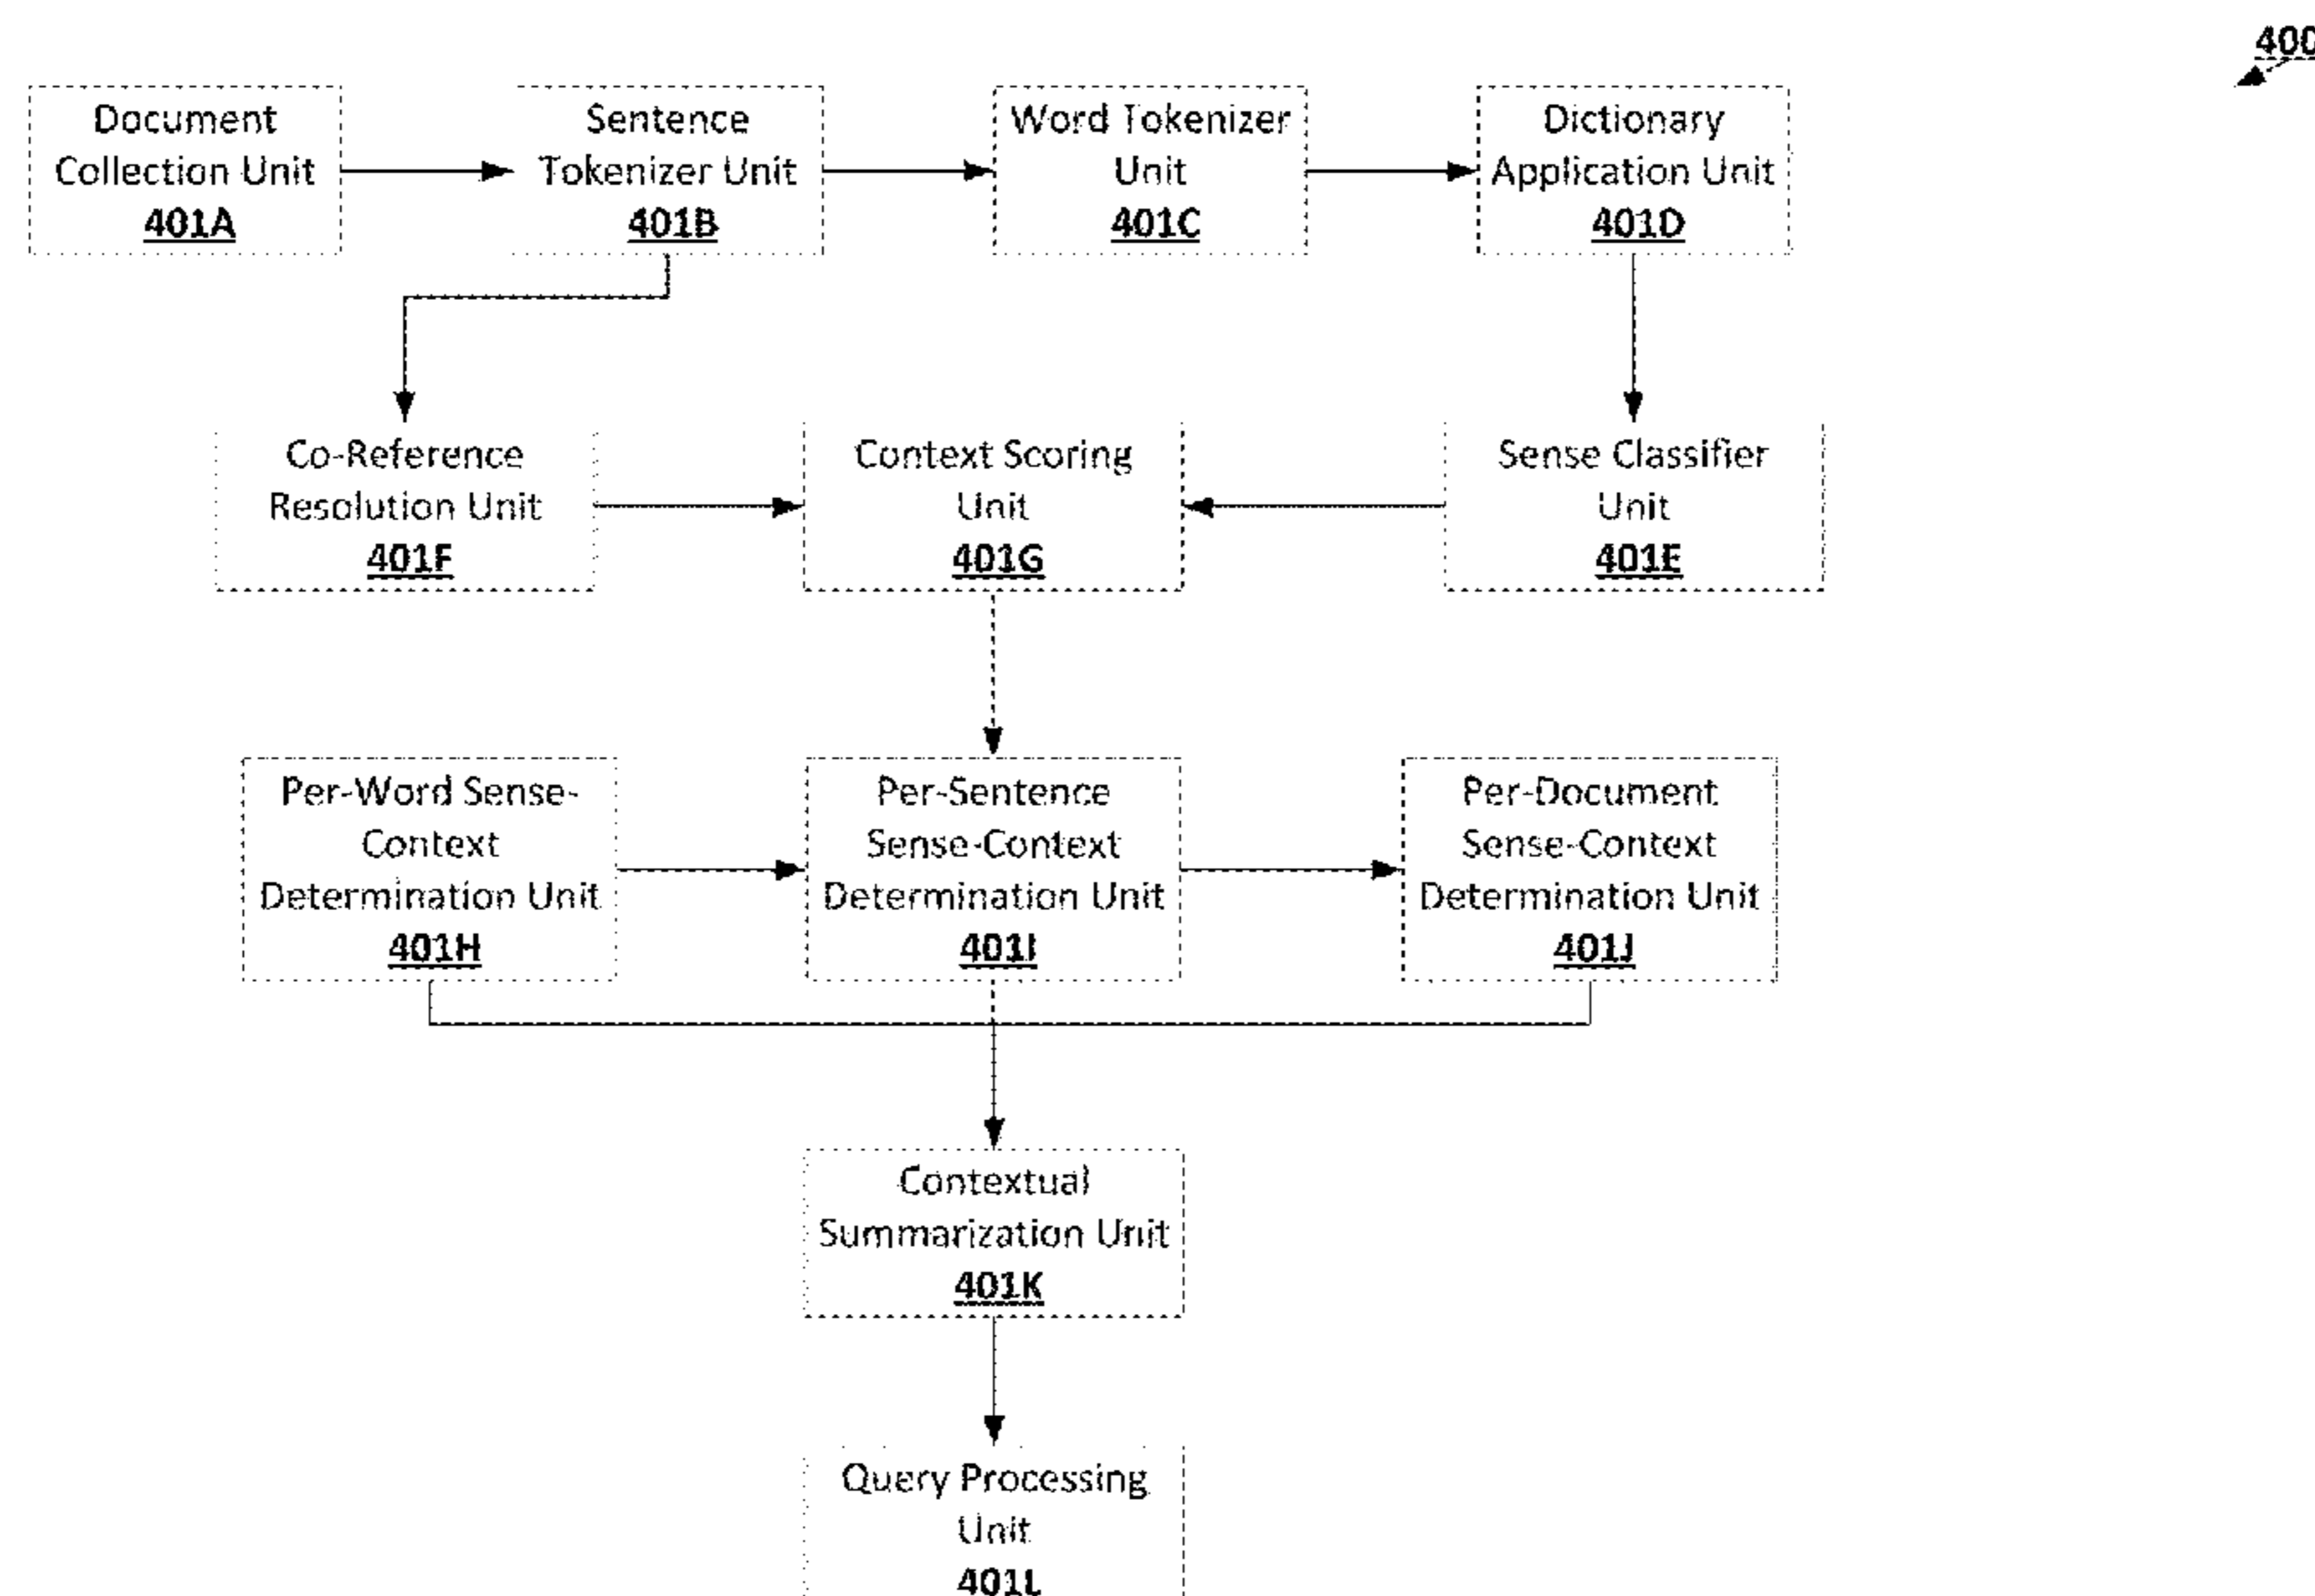 400
Document
Collection Unit
401A
Sentence
Tokenizer Unit
401B
Word Tokenizer
Unit
401C
Dictionary
Application Unit
401D
Co-Reference
Resolution Unit
401F
Context Scoring
Unit
401G
Sense Classifier
Unit
401E
Per-Word Sense-
Context
Determination Unit
401H
Per-Sentence
Sense-Context
Determination Unit
401I
Per-Document
Sense-Context
Determination Unit
401J
Contextual
Summarization Unit
401K
Query Processing
Unit
401L